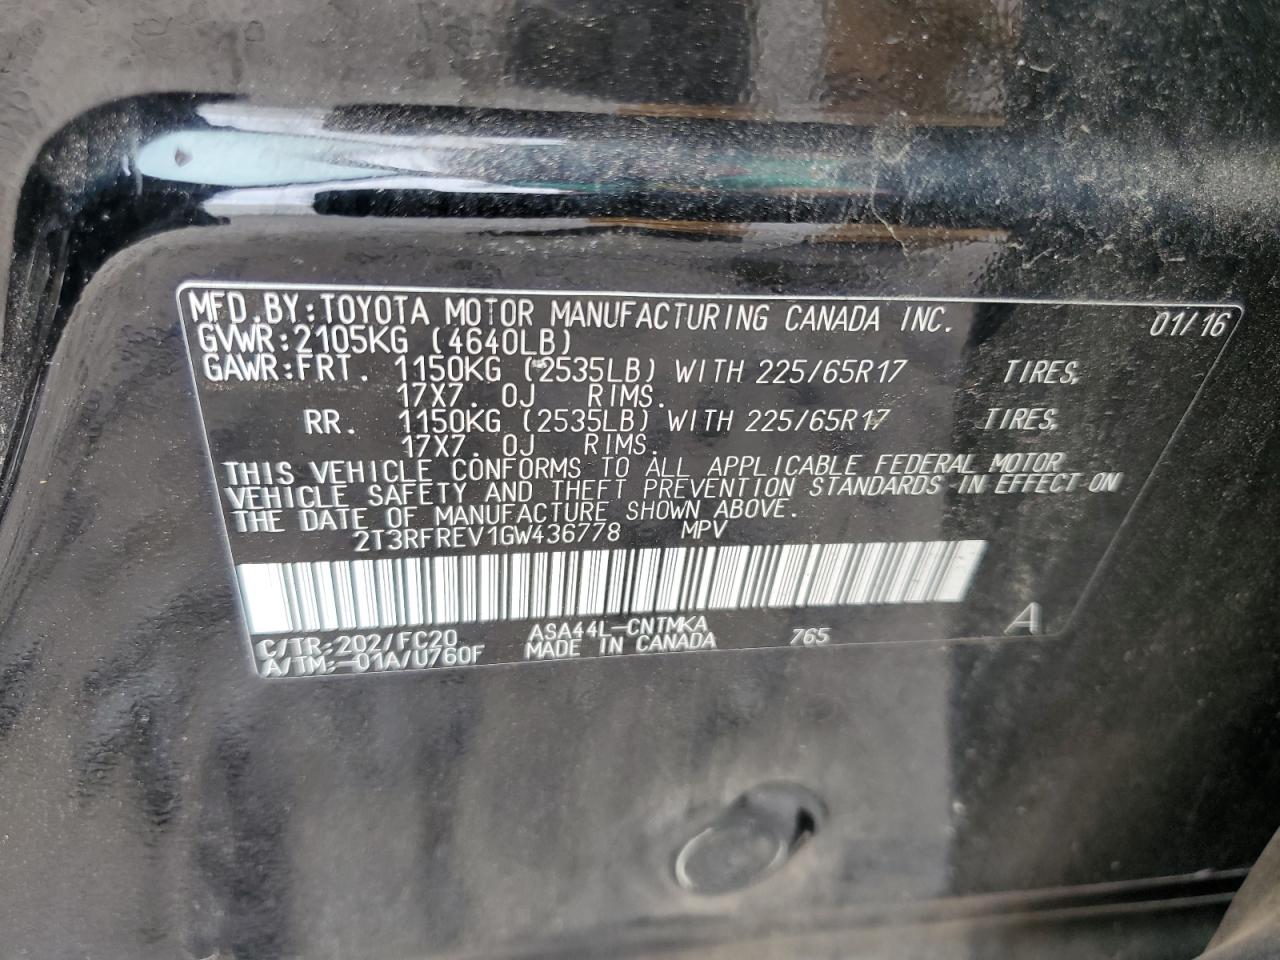 MFD.BY:TOYOTA MOTOR MANUFACTURING CANADA INC. 01/16
GVWR:2105KG (4640LB)
GAWR:FRT. 1150KG (2535LB) WITH 225/65R17 TIRES,
17X7.0J RIMS.
RR. 1150KG (2535LB) WITH 225/65R17 TIRES,
17X7.0J RIMS.
THIS VEHICLE CONFORMS TO ALL APPLICABLE FEDERAL MOTOR
VEHICLE SAFETY AND THEFT PREVENTION STANDARDS IN EFFECT ON
THE DATE OF MANUFACTURE SHOWN ABOVE.
2T3RFREV1GW436778 MPV
C/TR:202/FC20 ASA44L-CNTMKA 765 A
A/TM:-01A/U760F MADE IN CANADA